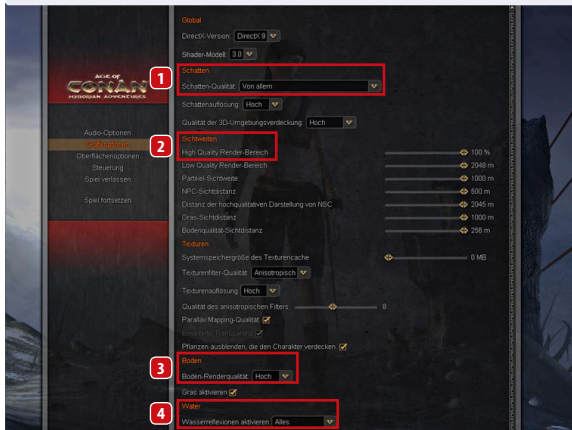 Global
DirectX-Version: DirectX 9
Shader-Modell: 3.0
AGE OF
CONAN
HYBORIAN ADVENTURES
1
Schatten
Schatten-Qualität: Von allem
Schattenauflösung: Hoch
Qualität der 3D-Umgebungsverdeckung: Hoch
2
Sichtweiten
High Quality Render-Bereich 100 %
Low Quality Render-Bereich 2048 m
Partikel-Sichtweite 1000 m
NPC-Sichtdistanz 500 m
Distanz der hochqualitativen Darstellung von NSC 2045 m
Gras-Sichtdistanz 1000 m
Bodenqualität-Sichtdistanz 256 m
Audio-Optionen
Oberflächenoptionen
Steuerung
Spiel verlassen
Spiel fortsetzen
Texturen
Systemspeichergröße des Texturencache 0 MB
Texturenfilter-Qualität: Anisotropisch
Texturenauflösung Hoch
Qualität des anisotropischen Filters 8
Parallax-Mapping-Qualität
Erweiterte Transparenz
Pflanzen ausblenden, die den Charakter verdecken
3
Boden
Boden-Renderqualität: Hoch
Gras aktivieren
4
Water
Wasserreflexionen aktivieren Alles